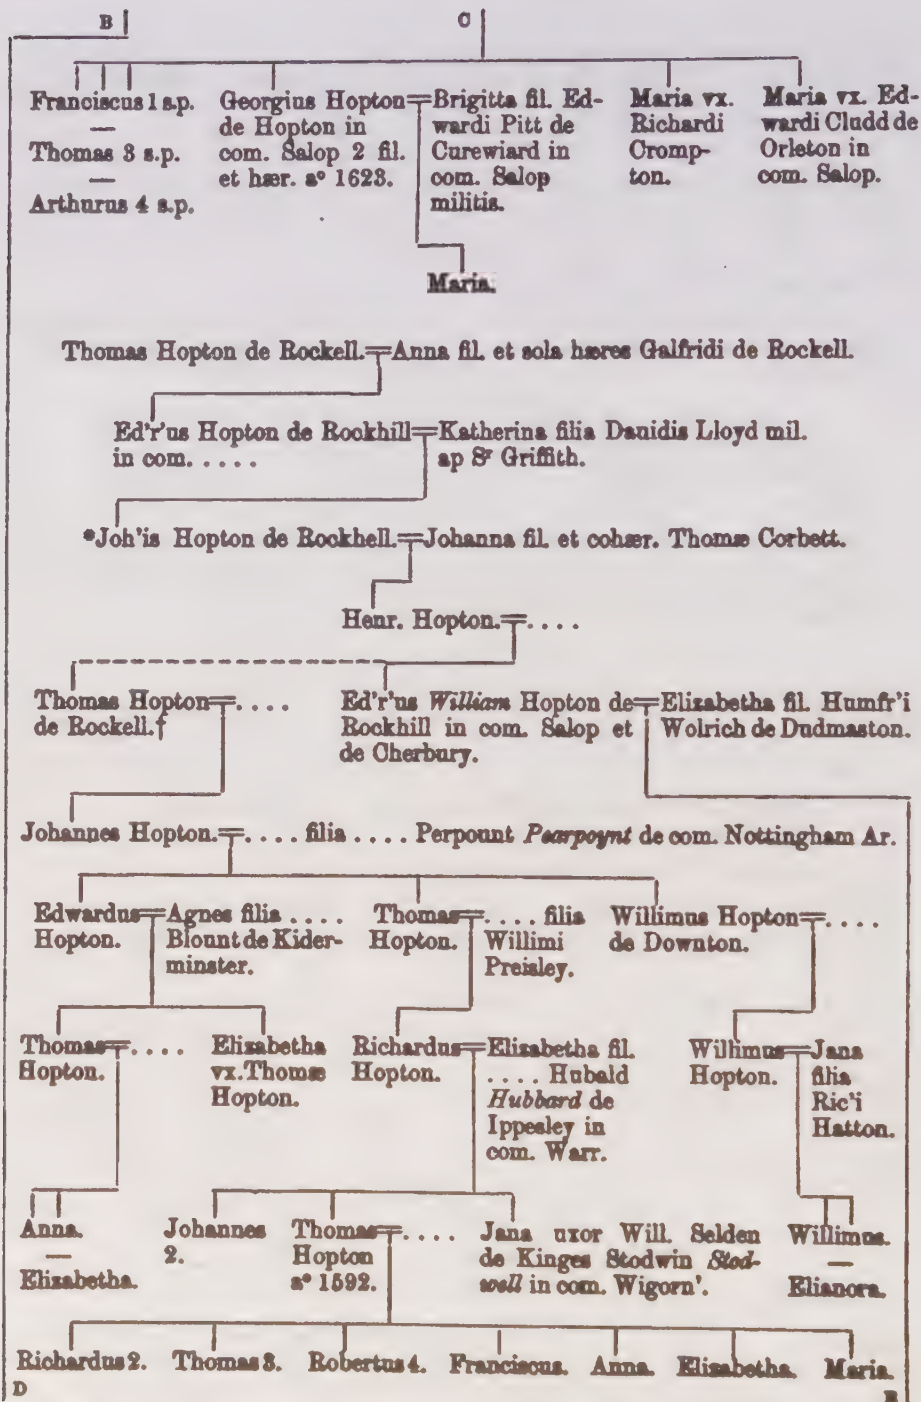 B C
Franciscus 1 s.p.
—
Thomas 3 s.p.
—
Arthurus 4 s.p.
Georgius Hopton
de Hopton in
com. Salop 2 fil.
et hær. aº 1623.
Brigitta fil. Ed-
wardi Pitt de
Curewiard in
com. Salop
militis.
Maria vx.
Richardi
Cromp-
ton.
Maria vx. Ed-
wardi Cludd de
Orleton in
com. Salop.
Maria.
Thomas Hopton de Rockell. Anna fil. et sola hæres Galfridi de Rockell.
Ed'r'us Hopton de Rockhill
in com. . . . .
Katherina filia Dauidis Lloyd mil.
ap Sr Griffith.
*Joh'is Hopton de Rockhell. Johanna fil. et cohær. Thomæ Corbett.
Henr. Hopton. . . . .
Thomas Hopton . . . .
de Rockell.†
Ed'r'us William Hopton de
Rockhill in com. Salop et
de Cherbury.
Elizabetha fil. Humfr'i
Wolrich de Dudmaston.
Johannes Hopton. . . . . filia . . . . Perpount Pearpoynt de com. Nottingham Ar.
Edwardus
Hopton.
Agnes filia . . . .
Blount de Kider-
minster.
Thomas
Hopton.
. . . . filia
Willimi
Preisley.
Willimus Hopton . . . .
de Downton.
Thomas . . . .
Hopton.
Elizabetha
vx. Thomæ
Hopton.
Richardus
Hopton.
Elizabetha fil.
. . . . Hubald
Hubbard de
Ippesley in
com. Warr.
Willimus
Hopton.
Jana
filia
Ric'i
Hatton.
Anna.
—
Elizabetha.
Johannes
2.
Thomas . . . .
Hopton
aº 1592.
Jana uxor Will. Selden
de Kinges Stodwin Stod-
well in com. Wigorn'.
Willimus.
—
Elianora.
Richardus 2. Thomas 3. Robertus 4. Franciscus. Anna. Elizabetha. Maria.
D